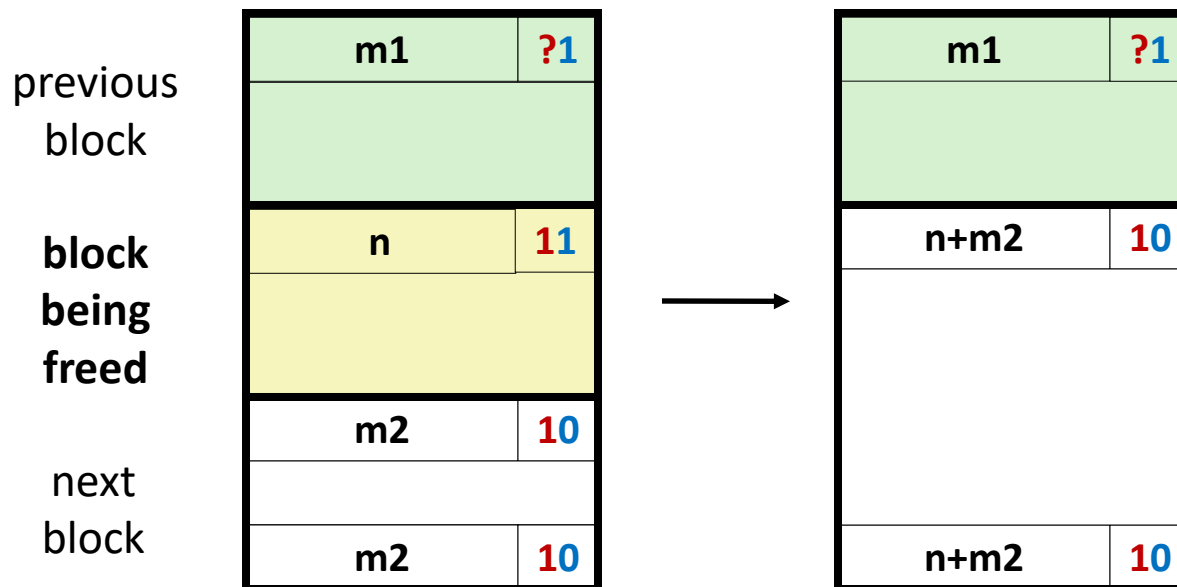 m1 ?1
previous
block
n 11
block
being
freed
m2 10
next
block
m2 10
m1 ?1
n+m2 10
n+m2 10